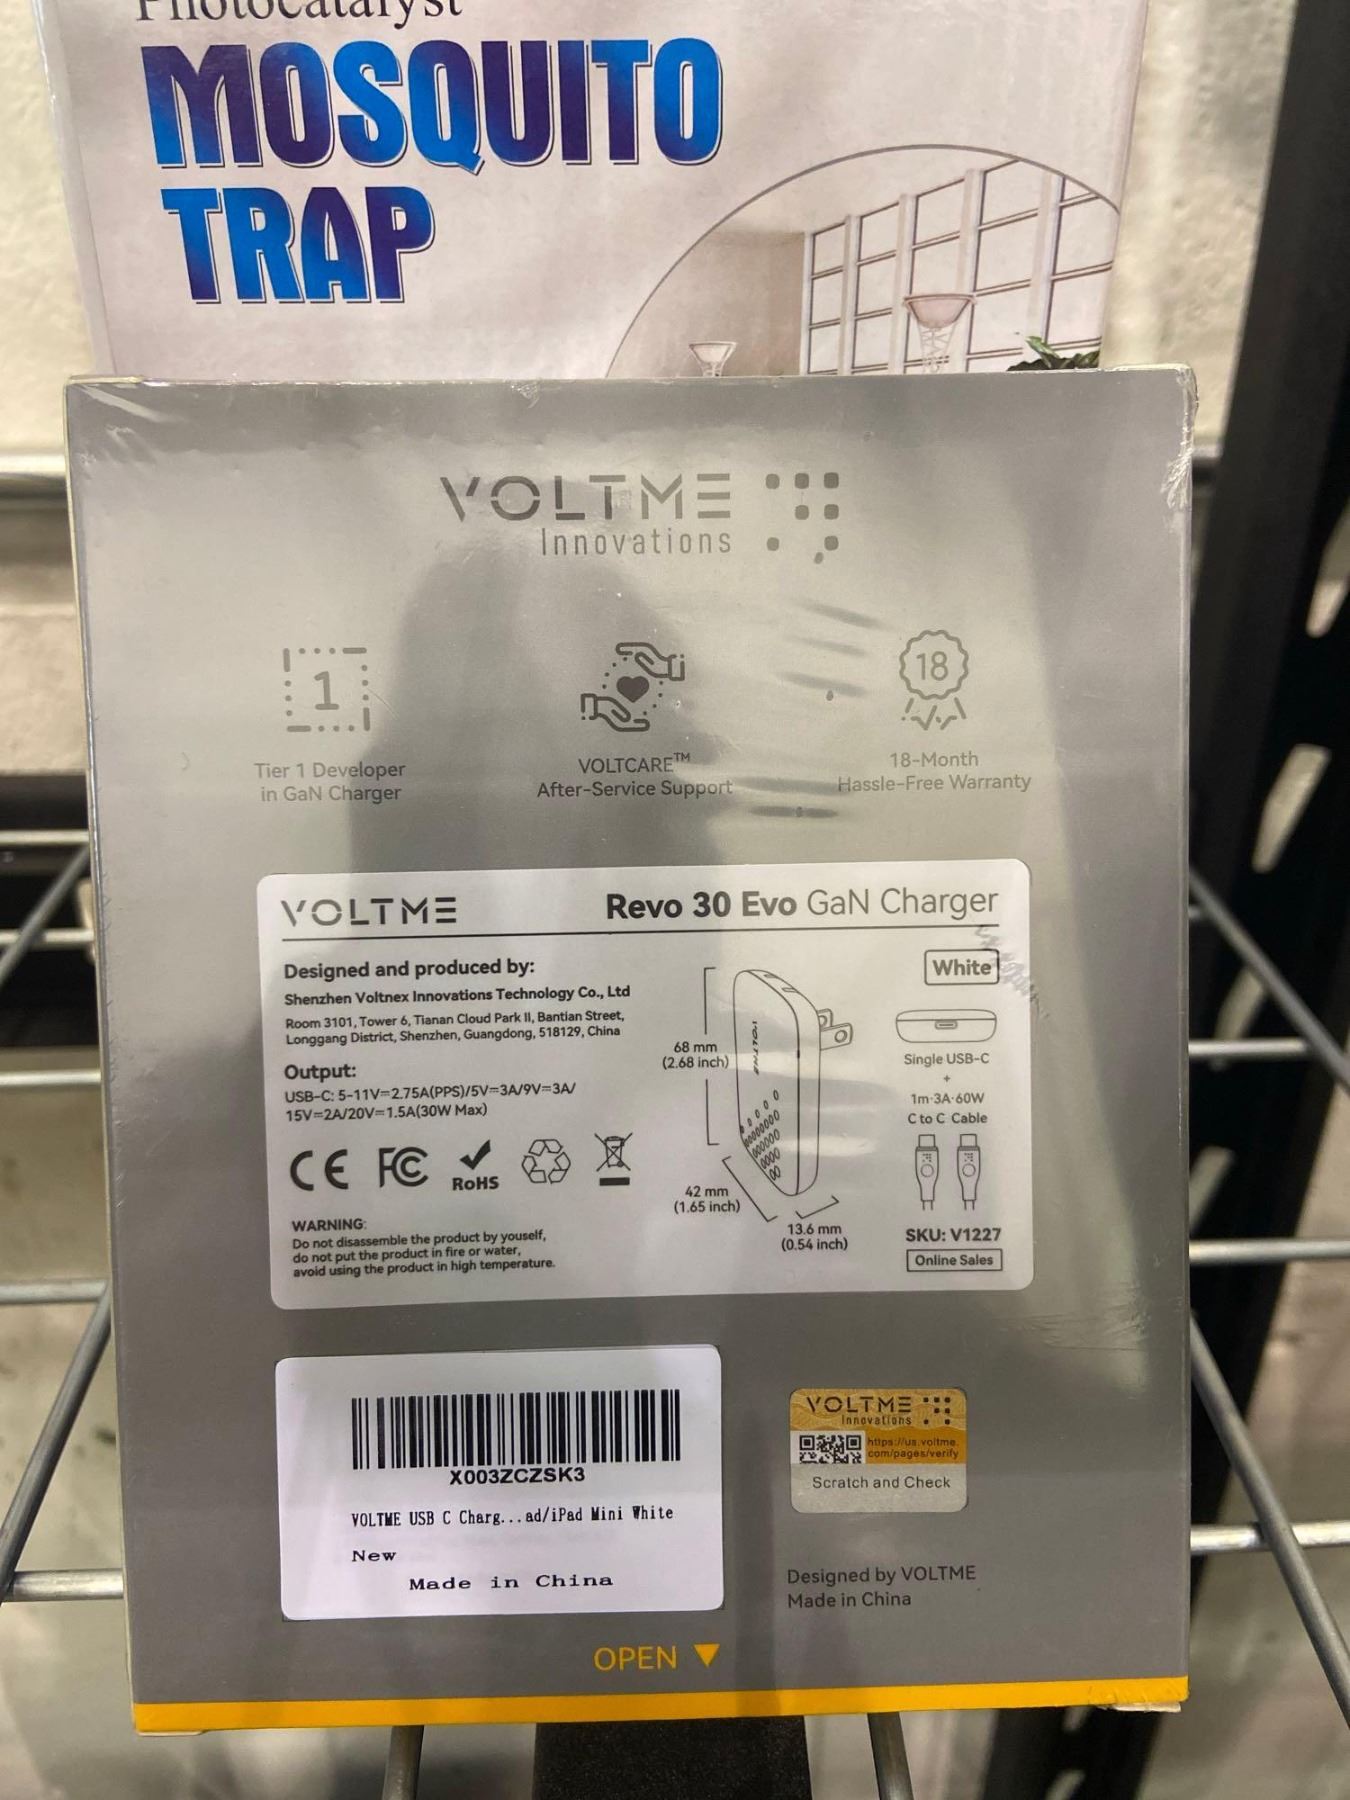 Photocatalyst
MOSQUITO
TRAP
VOLTME
Innovations
1
Tier 1 Developer
in GaN Charger
VOLTCARE™
After-Service Support
18
18-Month
Hassle-Free Warranty
VOLTME
Revo 30 Evo GaN Charger
Designed and produced by:
Shenzhen Voltnex Innovations Technology Co., Ltd
Room 3101, Tower 6, Tianan Cloud Park II, Bantian Street,
Longgang District, Shenzhen, Guangdong, 518129, China
Output:
USB-C: 5-11V=2.75A(PPS)/5V=3A/9V=3A/
15V=2A/20V=1.5A(30W Max)
CE FC RoHS
WARNING:
Do not disassemble the product by youself,
do not put the product in fire or water,
avoid using the product in high temperature.
VOLTME
68 mm
(2.68 inch)
42 mm
(1.65 inch)
13.6 mm
(0.54 inch)
White
Single USB-C
+
1m·3A·60W
C to C Cable
SKU: V1227
Online Sales
X003ZCZSK3
VOLTME USB C Charg...ad/iPad Mini White
New
Made in China
VOLTME
Innovations
https://us.voltme.
com/pages/verify
Scratch and Check
Designed by VOLTME
Made in China
OPEN